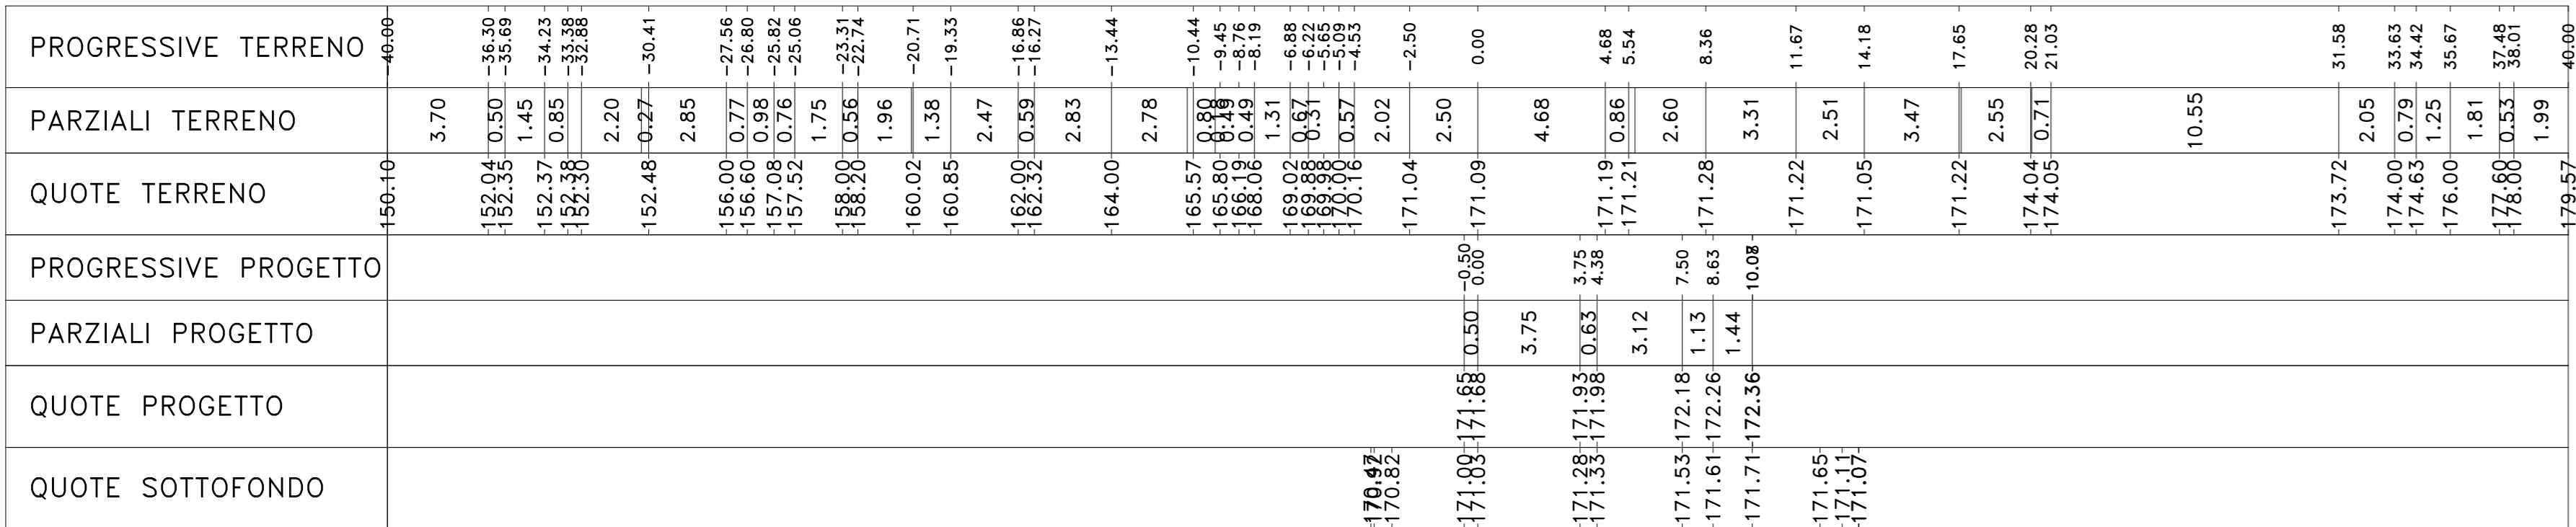 PROGRESSIVE TERRENO -40.00 -36.30 -35.69 -34.23 -33.38 -32.88 -30.41 -27.56 -26.80 -25.82 -25.06 -23.31 -22.74 -20.71 -19.33 -16.86 -16.27 -13.44 -10.44 -9.45 -8.76 -8.19 -6.88 -6.22 -5.65 -5.09 -4.53 -2.50 0.00 4.68 5.54 8.36 11.67 14.18 17.65 20.28 21.03 31.58 33.63 34.42 35.67 37.48 38.01 40.00
PARZIALI TERRENO 3.70 0.50 1.45 0.85 2.20 0.27 2.85 0.77 0.98 0.76 1.75 0.56 1.96 1.38 2.47 0.59 2.83 2.78 0.80 0.18 0.49 0.49 1.31 0.67 0.31 0.57 2.02 2.50 4.68 0.86 2.60 3.31 2.51 3.47 2.55 0.71 10.55 2.05 0.79 1.25 1.81 0.53 1.99
QUOTE TERRENO 150.10 152.04 152.35 152.37 152.38 152.30 152.48 156.00 156.60 157.08 157.52 158.00 158.20 160.02 160.85 162.00 162.32 164.00 165.57 165.80 166.19 168.06 169.02 169.88 169.98 170.00 170.16 171.04 171.09 171.19 171.21 171.28 171.22 171.05 171.22 174.04 174.05 173.72 174.00 174.63 176.00 177.60 178.00 179.57
PROGRESSIVE PROGETTO -0.50 0.00 3.75 4.38 7.50 8.63
PARZIALI PROGETTO 0.50 3.75 0.63 3.12 1.13 1.44
QUOTE PROGETTO 171.65 171.68 171.93 171.98 172.18 172.26 172.36
QUOTE SOTTOFONDO 170.82 171.00 171.03 171.28 171.33 171.53 171.61 171.71 171.65 171.11 171.07